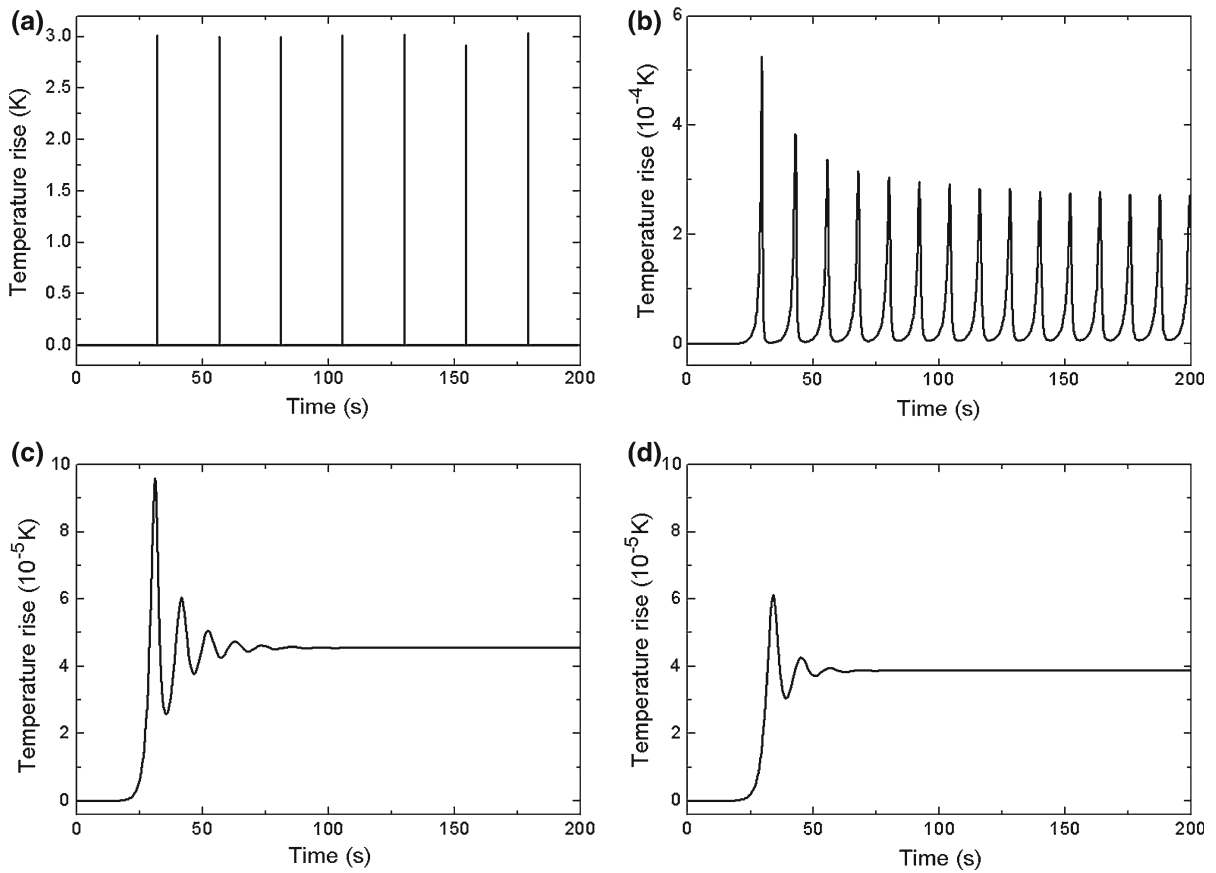 (a)
Temperature rise (K)
3.0
2.5
2.0
1.5
1.0
0.5
0.0
0 50 100 150 200
Time (s)
(b)
Temperature rise (10⁻⁴K)
6
4
2
0
0 50 100 150 200
Time (s)
(c)
Temperature rise (10⁻⁵K)
10
8
6
4
2
0
0 50 100 150 200
Time (s)
(d)
Temperature rise (10⁻⁵K)
10
8
6
4
2
0
0 50 100 150 200
Time (s)